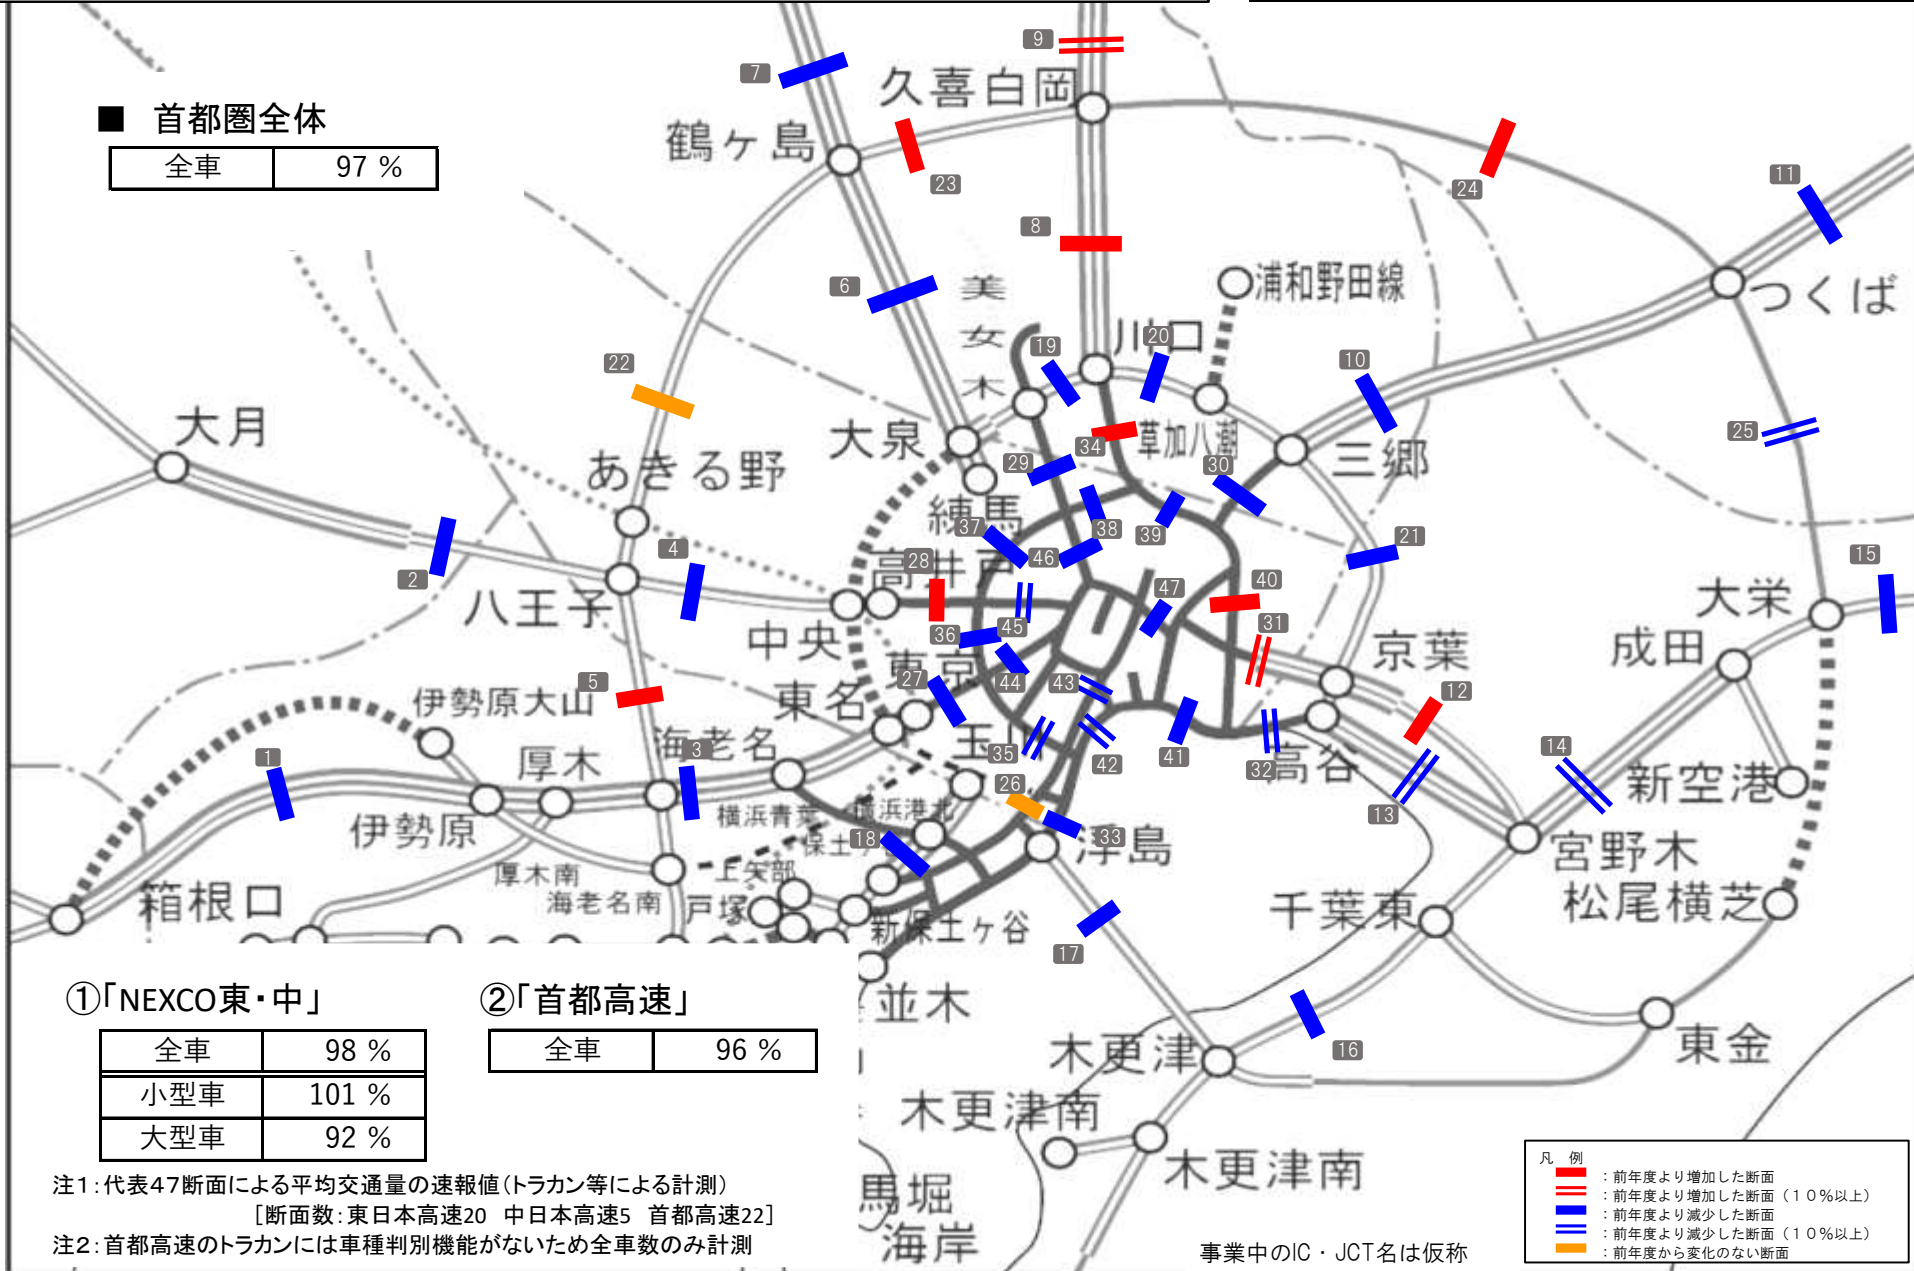 ■ 首都圏全体
全車 97 %
9
7
久喜白岡
鶴ヶ島
23
24
11
8
6
美女木
浦和野田線
つくば
川口
19
20
10
22
大月
大泉
34
草加八潮
三郷
25
あきる野
29
30
練馬
37
38
39
21
2
4
28
高井戸
46
47
40
15
八王子
中央
36
45
31
大栄
成田
京葉
5
伊勢原大山
東京
27
44
43
12
東名
1
厚木
海老名
3
玉川
35
42
41
32
高谷
14
新空港
13
26
横浜青葉
横浜港北
33
浮島
伊勢原
18
宮野木
厚木南
上矢部
箱根口
海老名南
戸塚
新保土ヶ谷
17
千葉東
松尾横芝
並木
16
木更津
東金
木更津南
木更津南
馬堀
海岸
①「NEXCO東・中」
全車 98 %
小型車 101 %
大型車 92 %
②「首都高速」
全車 96 %
注1:代表47断面による平均交通量の速報値(トラカン等による計測)
[断面数:東日本高速20 中日本高速5 首都高速22]
注2:首都高速のトラカンには車種判別機能がないため全車数のみ計測
事業中のIC・JCT名は仮称
凡 例
:前年度より増加した断面
:前年度より増加した断面(10%以上)
:前年度より減少した断面
:前年度より減少した断面(10%以上)
:前年度から変化のない断面